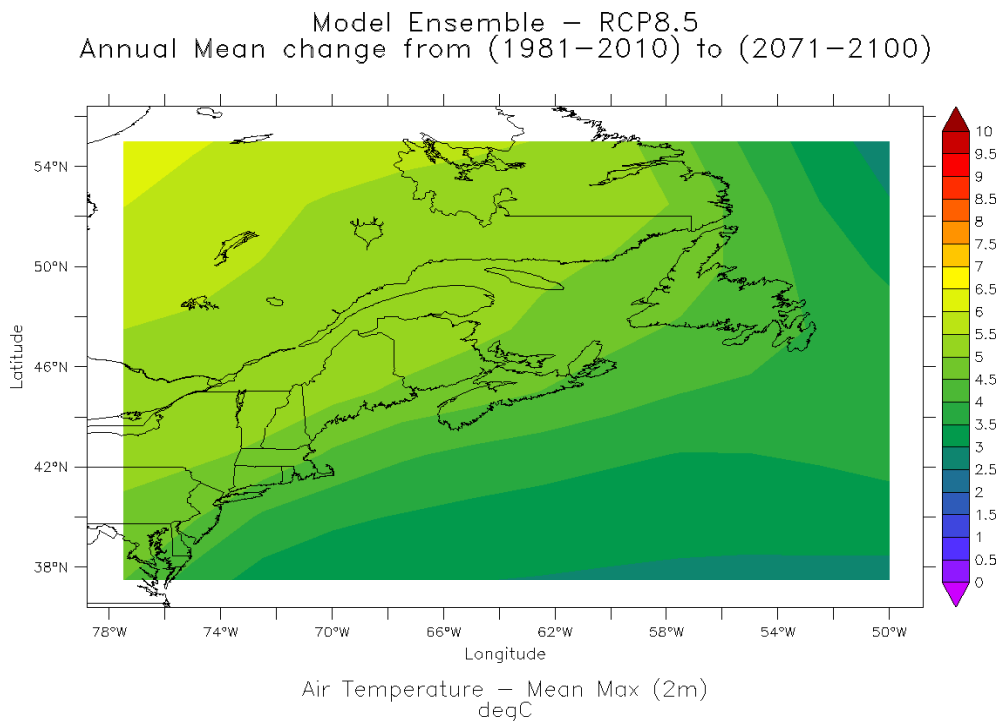 Model Ensemble − RCP8.5
Annual Mean change from (1981−2010) to (2071−2100)
54°N
50°N
46°N
42°N
38°N
Latitude
78°W 74°W 70°W 66°W 62°W 58°W 54°W 50°W
Longitude
10
9.5
9
8.5
8
7.5
7
6.5
6
5.5
5
4.5
4
3.5
3
2.5
2
1.5
1
0.5
0
Air Temperature − Mean Max (2m)
degC